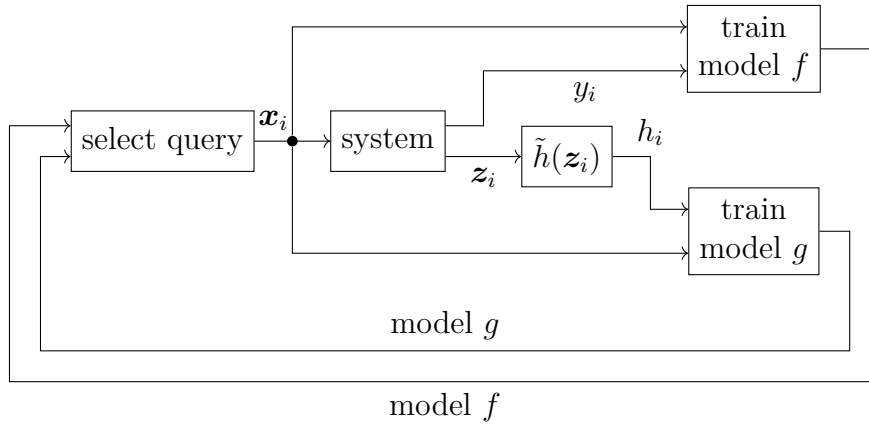 train
model f
y_i
x_i
select query
system
h̃(z_i)
h_i
z_i
train
model g
model g
model f